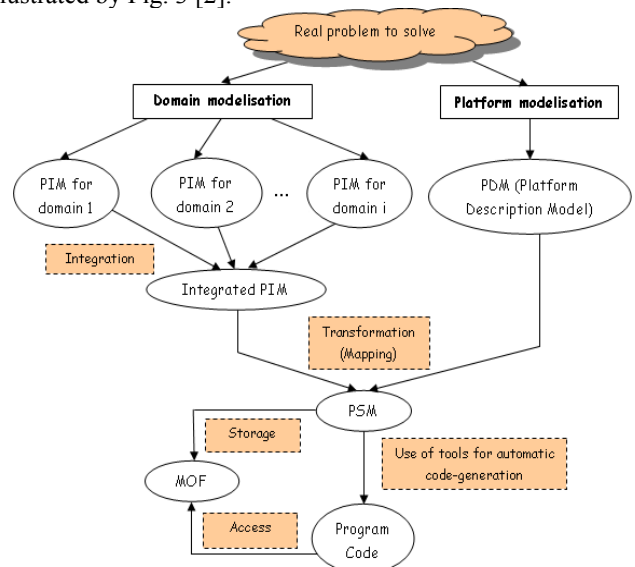 lustrated by Fig. 3 [2].
Real problem to solve
Domain modelisation
Platform modelisation
PIM for
domain 1
PIM for
domain 2
...
PIM for
domain i
PDM (Platform
Description Model)
Integration
Integrated PIM
Transformation
(Mapping)
PSM
Storage
Use of tools for automatic
code-generation
MOF
Access
Program
Code